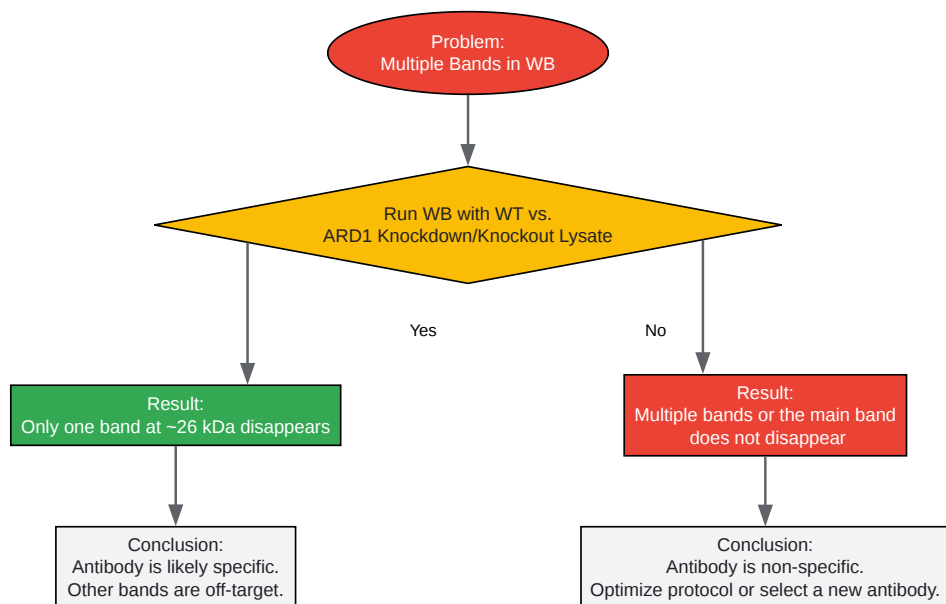 Problem:
Multiple Bands in WB
Run WB with WT vs.
ARD1 Knockdown/Knockout Lysate
Yes
No
Result:
Only one band at ~26 kDa disappears
Result:
Multiple bands or the main band
does not disappear
Conclusion:
Antibody is likely specific.
Other bands are off-target.
Conclusion:
Antibody is non-specific.
Optimize protocol or select a new antibody.